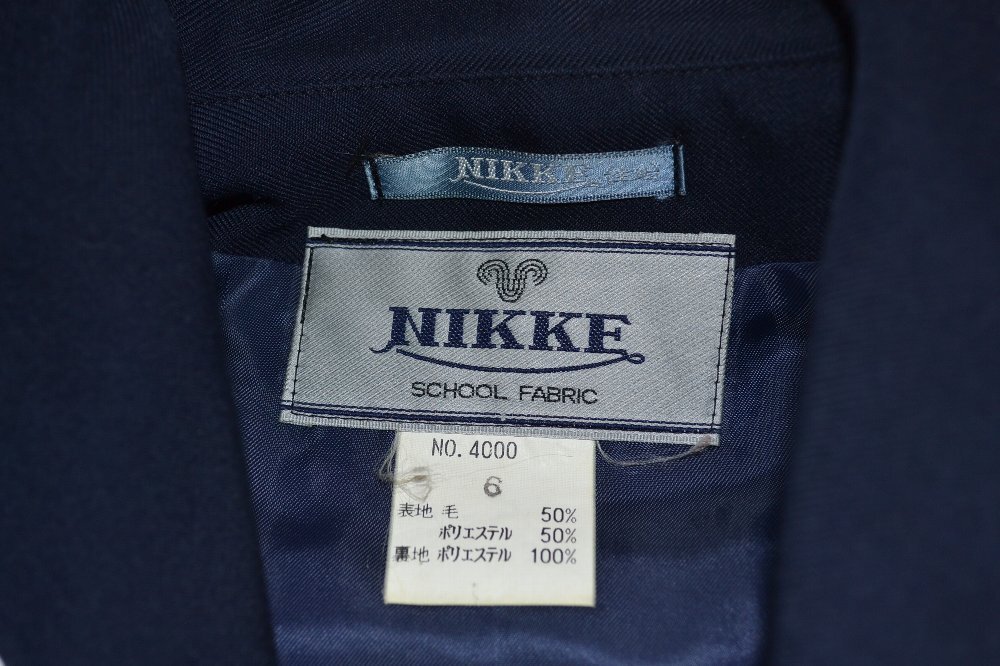 NIKKE
NIKKE
SCHOOL FABRIC
NO. 4000
6
表地 毛 50%
ポリエステル 50%
裏地 ポリエステル 100%